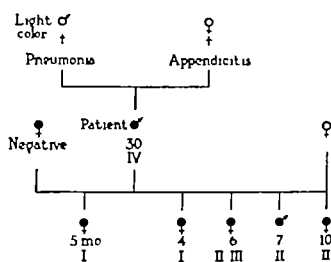 Light
color
Pneumonia Appendicitis
Patient
Negative 30
IV
5 mo 4 6 7 10
I I II III II II